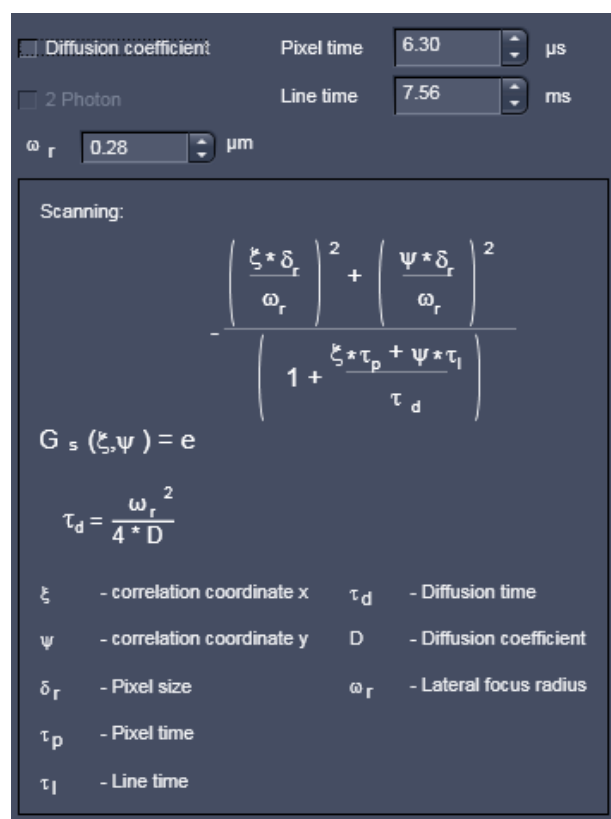 Diffusion coefficient Pixel time 6.30 µs
2 Photon Line time 7.56 ms
ω r 0.28 µm
Scanning:
- ( ξ * δr / ωr )² + ( ψ * δr / ωr )²
( 1 + ξ * τp + ψ * τl / τ d )
G s (ξ,ψ ) = e
τd = ωr ² / 4 * D
ξ - correlation coordinate x τd - Diffusion time
ψ - correlation coordinate y D - Diffusion coefficient
δr - Pixel size ωr - Lateral focus radius
τp - Pixel time
τl - Line time